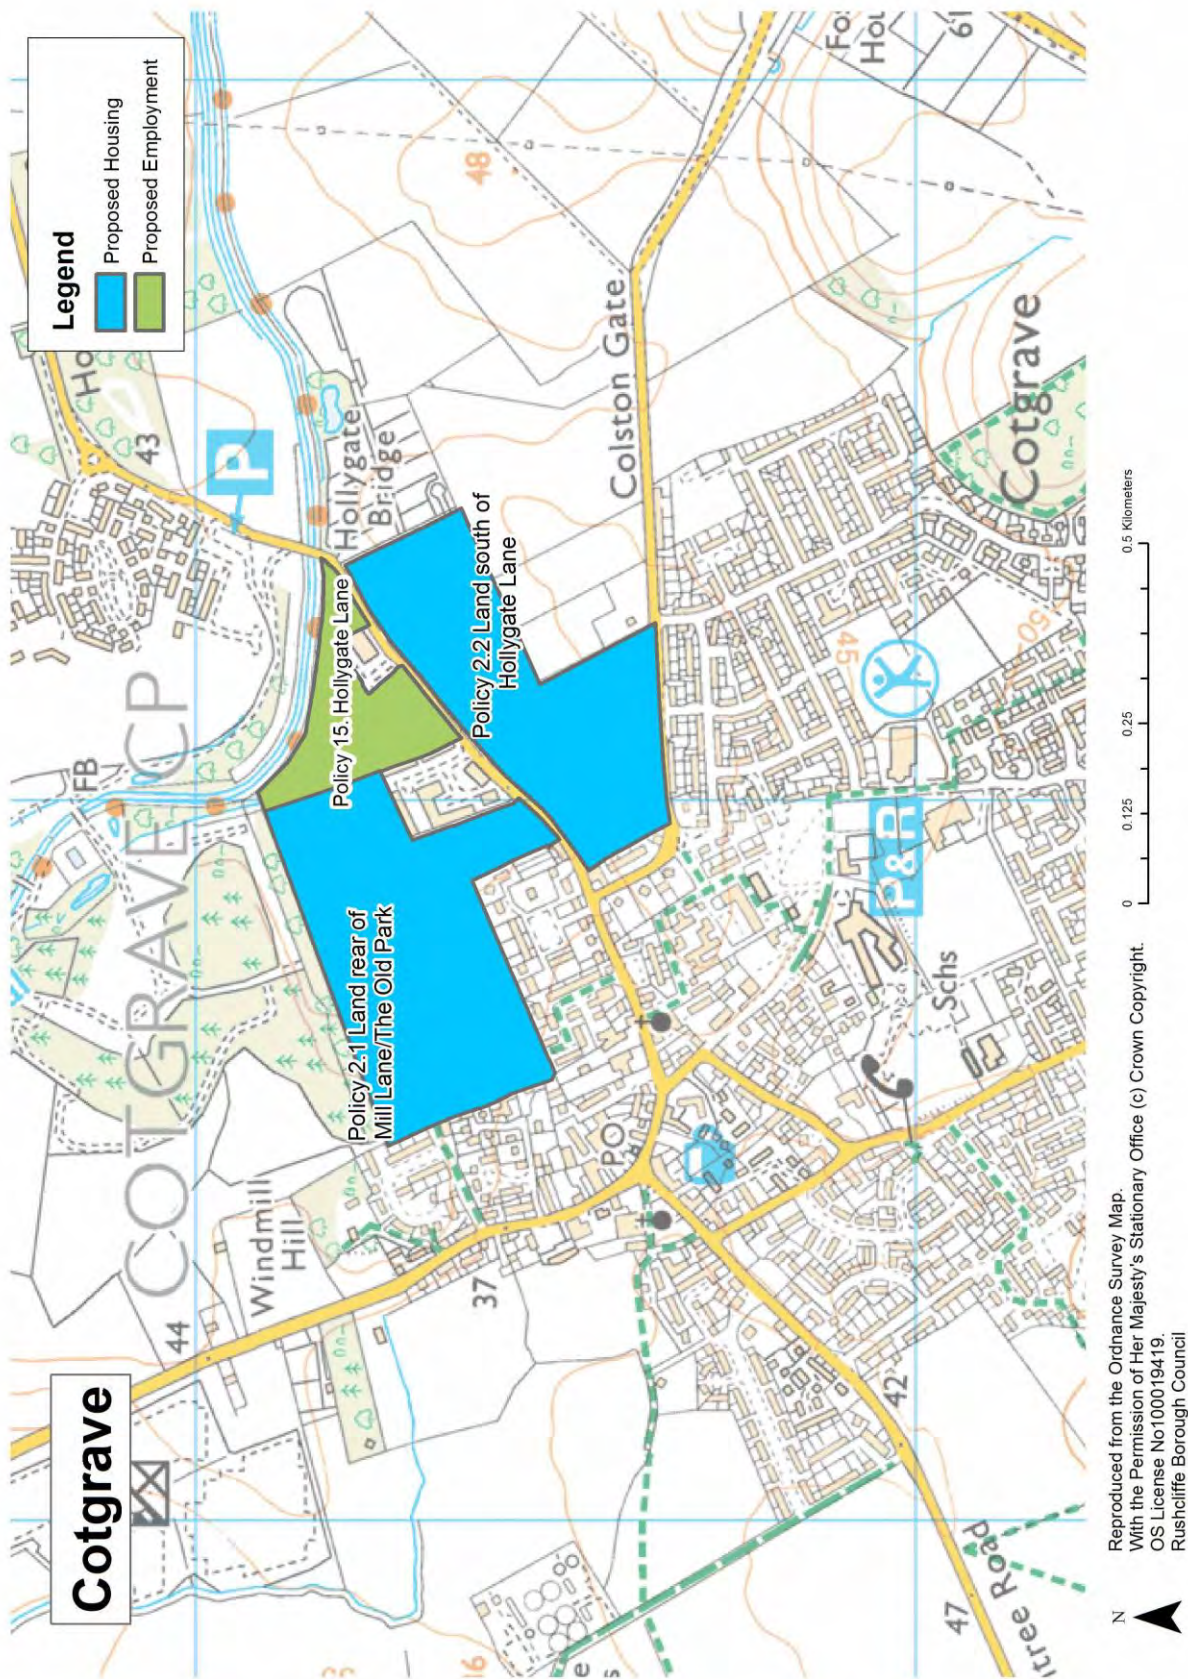 Cotgrave
Legend
Proposed Housing
Proposed Employment
COTGRAVE CP
FB
43
P
44
Windmill
Hill
37
Policy 2.1 Land rear of
Mill Lane/The Old Park
Policy 15. Hollygate Lane
Hollygate
Bridge
Policy 2.2 Land south of
Hollygate Lane
48
Colston Gate
PO
Schs
P&R
45
50
Cotgrave
42
47
tree Road
N
0
0.125
0.25
0.5 Kilometers
Reproduced from the Ordnance Survey Map.
With the Permission of Her Majesty's Stationary Office (c) Crown Copyright.
OS License No100019419.
Rushcliffe Borough Council